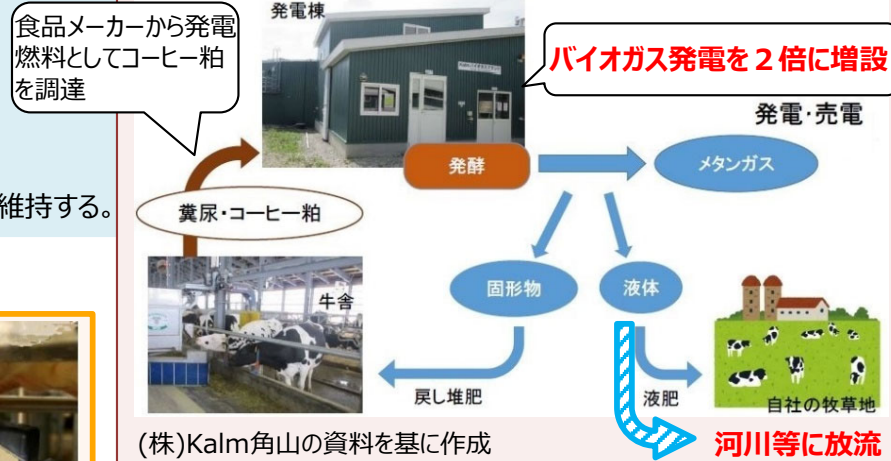 食品メーカーから発電
燃料としてコーヒー粕
を調達
発電棟
バイオガス発電を２倍に増設
発電・売電
発酵
メタンガス
維持する。
糞尿・コーヒー粕
固形物
液体
牛舎
戻し堆肥
液肥
自社の牧草地
(株)Kalm角山の資料を基に作成
河川等に放流